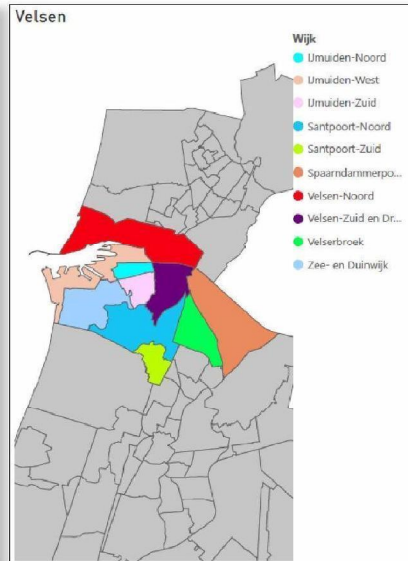 Velsen
Wijk
IJmuiden-Noord
IJmuiden-West
IJmuiden-Zuid
Santpoort-Noord
Santpoort-Zuid
Spaarndammerpo...
Velsen-Noord
Velsen-Zuid en Dr...
Velserbroek
Zee- en Duinwijk